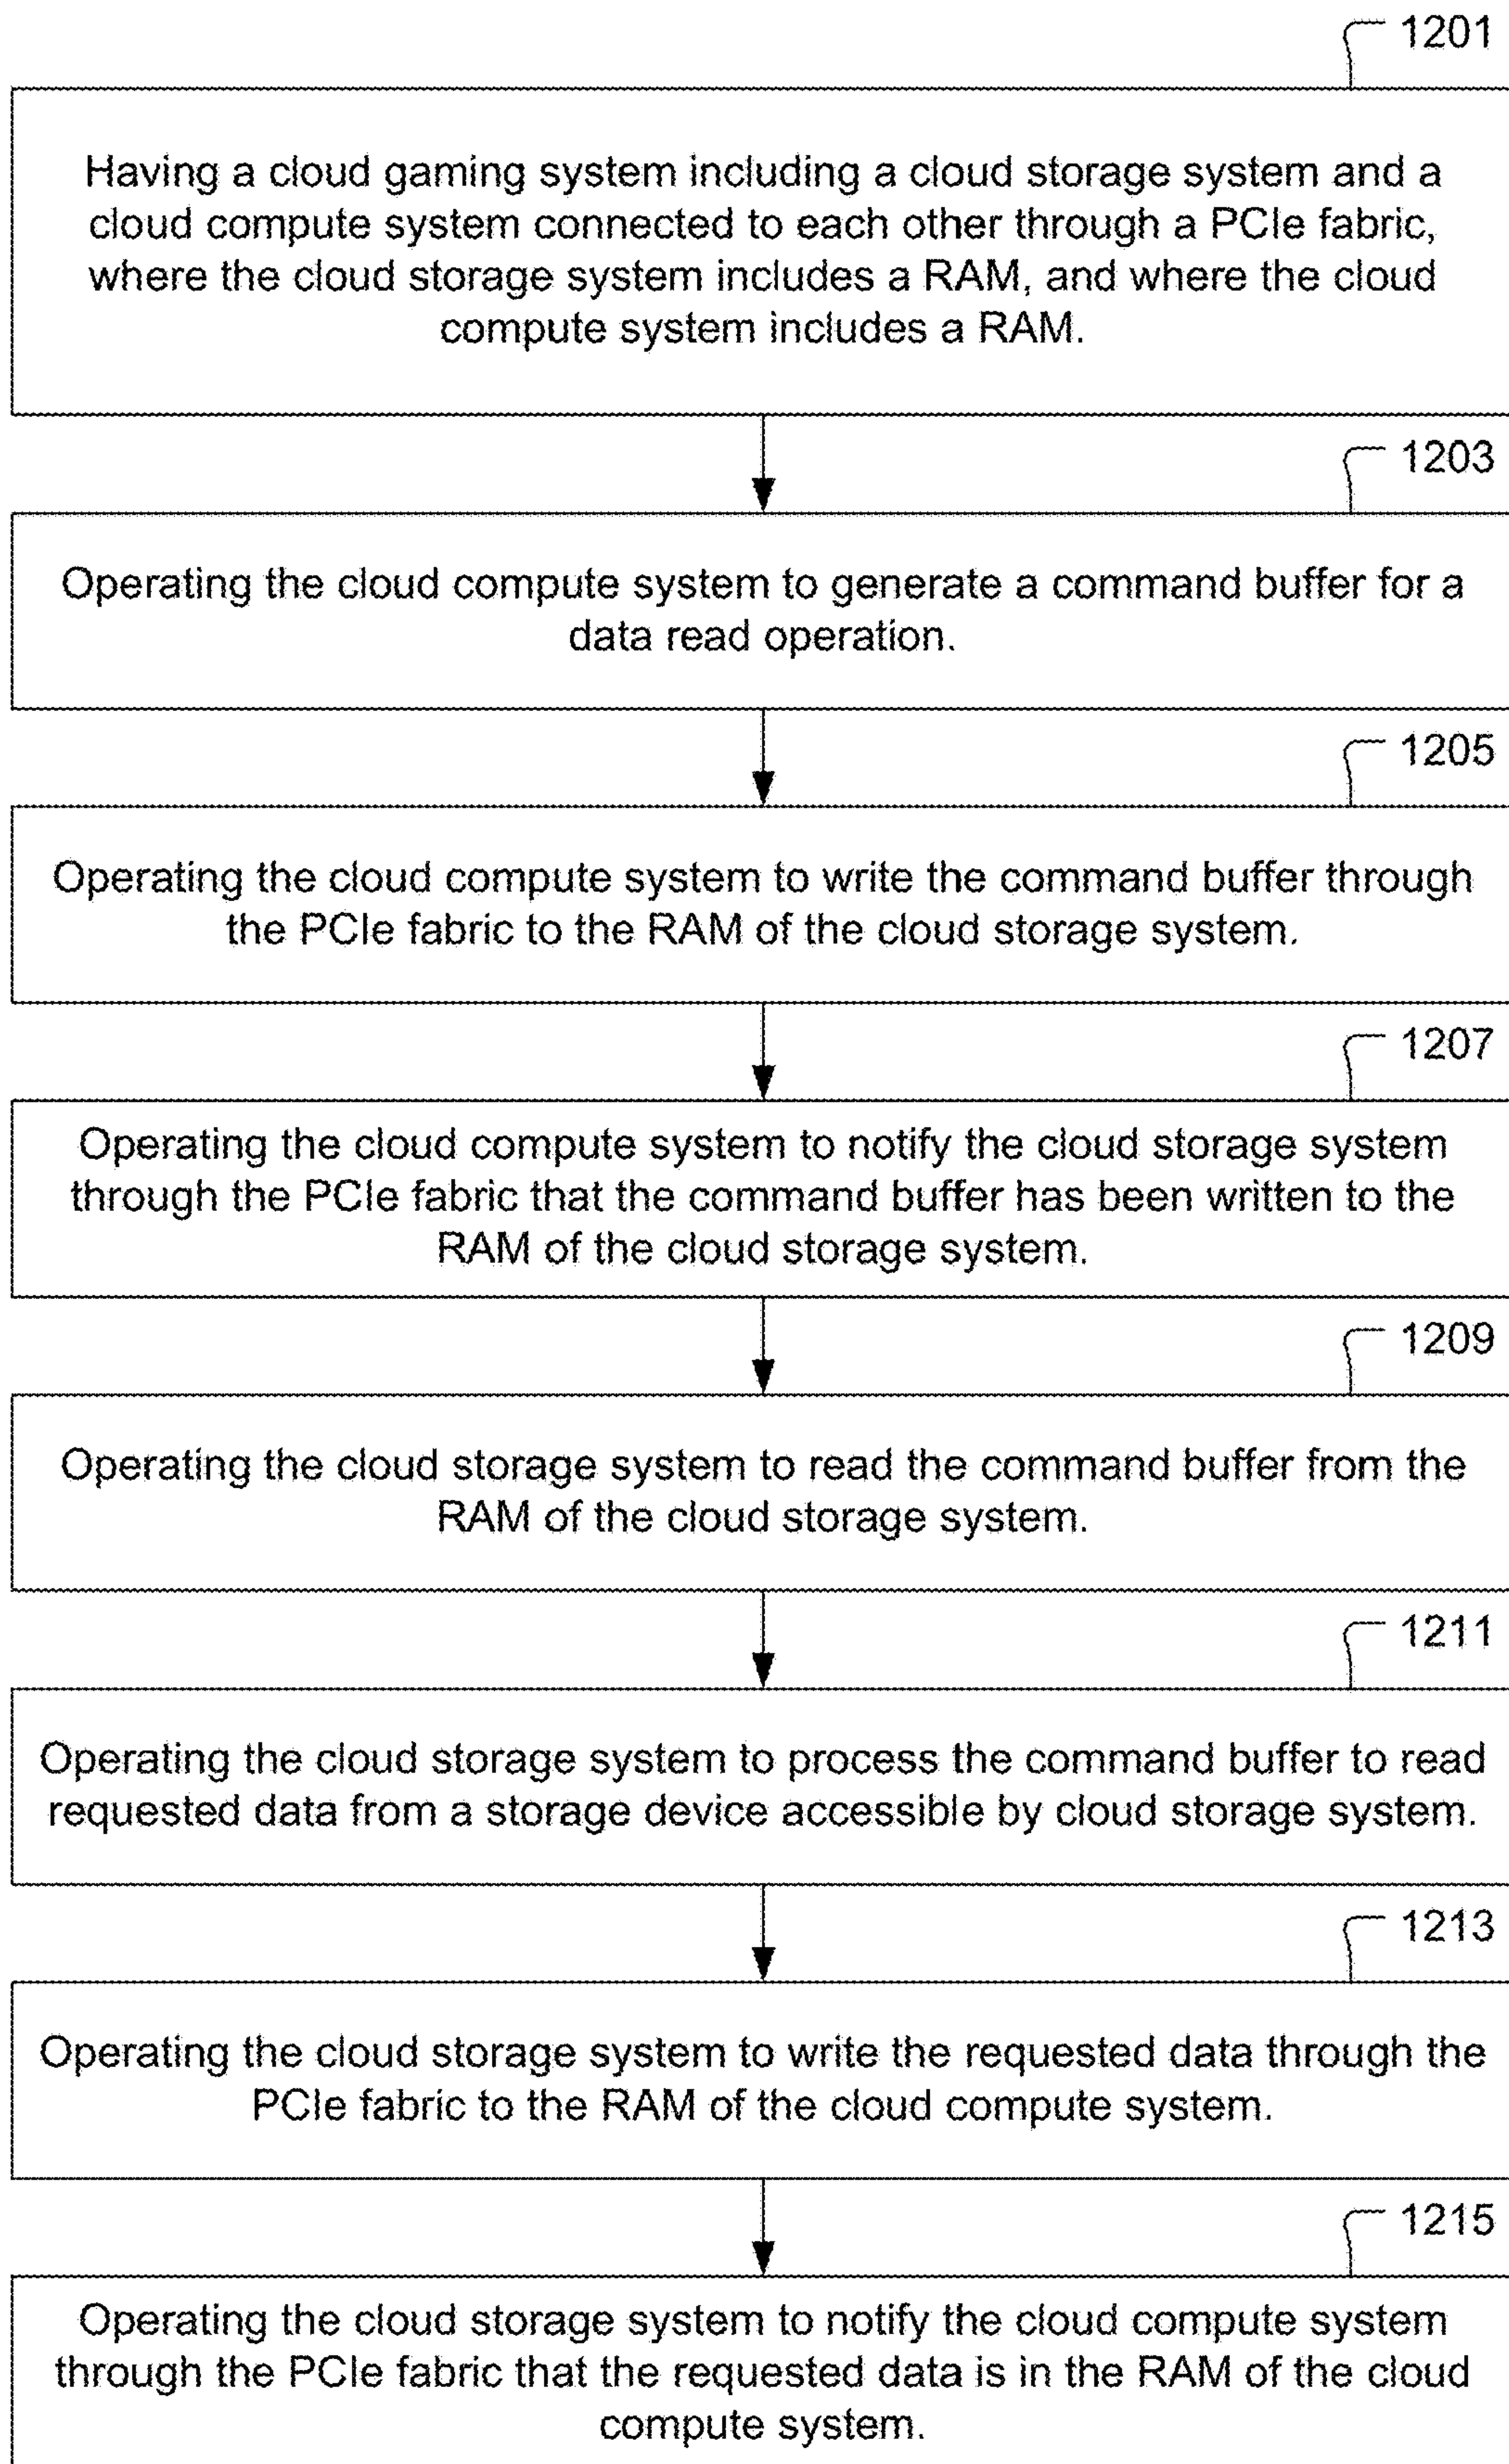 1201
Having a cloud gaming system including a cloud storage system and a
cloud compute system connected to each other through a PCIe fabric,
where the cloud storage system includes a RAM, and where the cloud
compute system includes a RAM.
1203
Operating the cloud compute system to generate a command buffer for a
data read operation.
1205
Operating the cloud compute system to write the command buffer through
the PCIe fabric to the RAM of the cloud storage system.
1207
Operating the cloud compute system to notify the cloud storage system
through the PCIe fabric that the command buffer has been written to the
RAM of the cloud storage system.
1209
Operating the cloud storage system to read the command buffer from the
RAM of the cloud storage system.
1211
Operating the cloud storage system to process the command buffer to read
requested data from a storage device accessible by cloud storage system.
1213
Operating the cloud storage system to write the requested data through the
PCIe fabric to the RAM of the cloud compute system.
1215
Operating the cloud storage system to notify the cloud compute system
through the PCIe fabric that the requested data is in the RAM of the cloud
compute system.